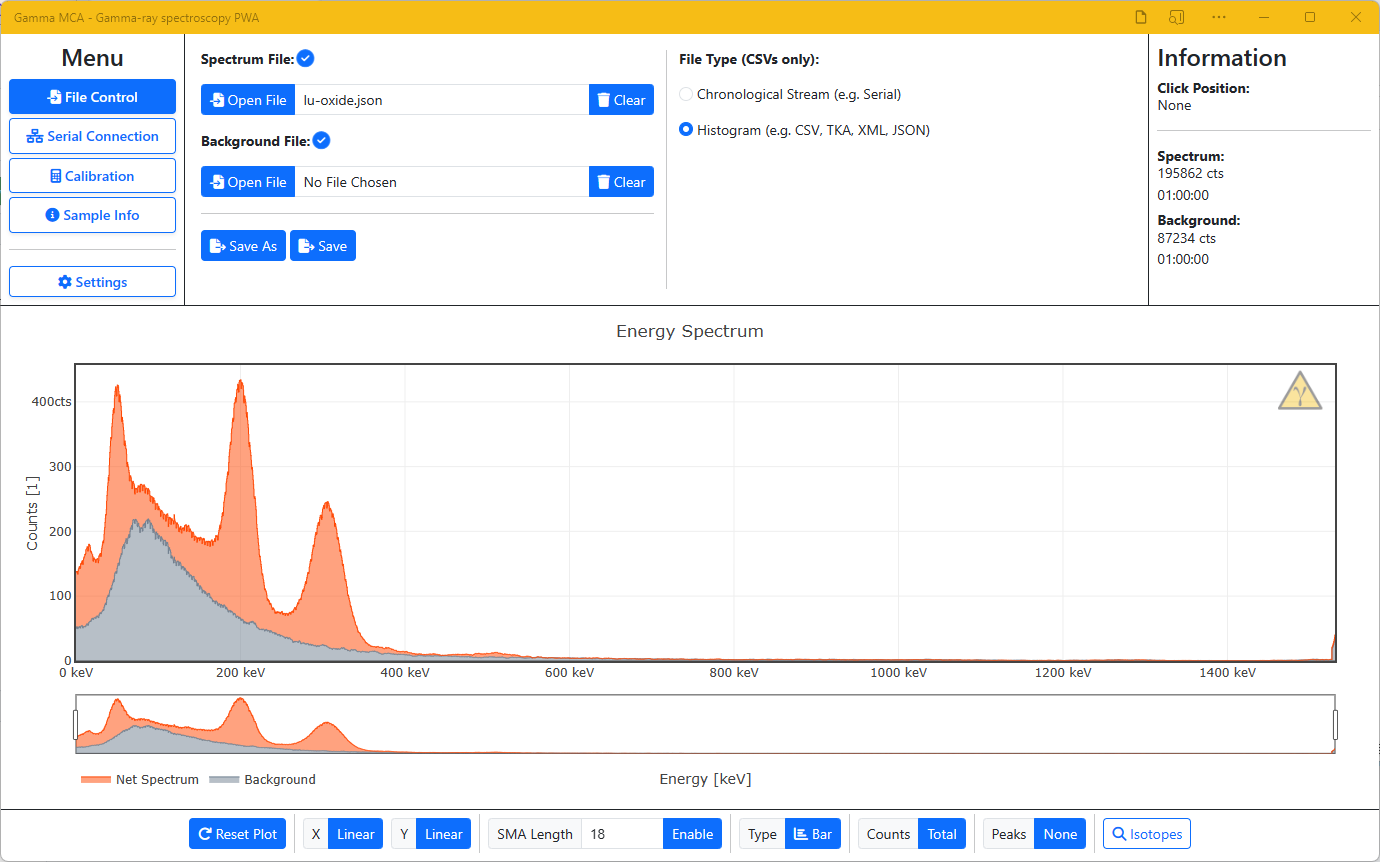 Gamma MCA - Gamma-ray spectroscopy PWA
Menu
File Control
Serial Connection
Calibration
Sample Info
Settings
Spectrum File:
Open File lu-oxide.json Clear
Background File:
Open File No File Chosen Clear
Save As Save
File Type (CSVs only):
Chronological Stream (e.g. Serial)
Histogram (e.g. CSV, TKA, XML, JSON)
Information
Click Position:
None
Spectrum:
195862 cts
01:00:00
Background:
87234 cts
01:00:00
Energy Spectrum
Counts [1]
400cts
300
200
100
0
0 keV 200 keV 400 keV 600 keV 800 keV 1000 keV 1200 keV 1400 keV
Net Spectrum Background
Energy [keV]
Reset Plot X Linear Y Linear SMA Length 18 Enable Type Bar Counts Total Peaks None Isotopes